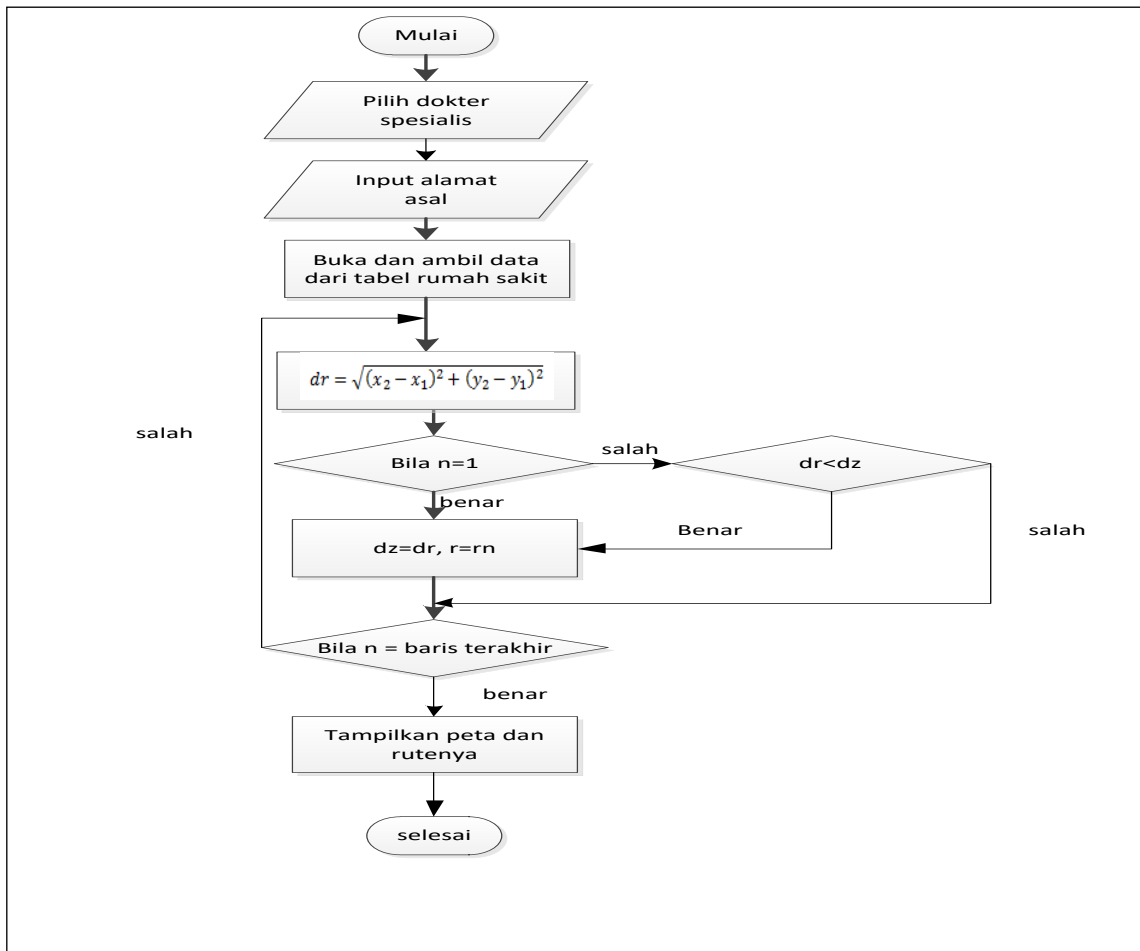 Mulai
Pilih dokter
spesialis
Input alamat
asal
Buka dan ambil data
dari tabel rumah sakit
dr = √(x₂ − x₁)² + (y₂ − y₁)²
salah
Bila n=1
salah
dr<dz
benar
dz=dr, r=rn
Benar
salah
Bila n = baris terakhir
benar
Tampilkan peta dan
rutenya
selesai